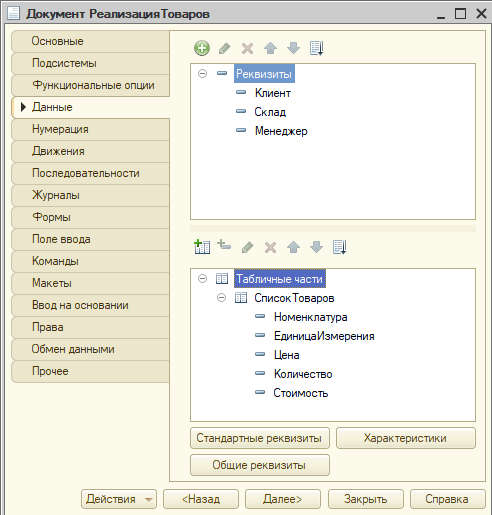 Документ РеализацияТоваров
Основные
Подсистемы
Функциональные опции
Данные
Нумерация
Движения
Последовательности
Журналы
Формы
Поле ввода
Команды
Макеты
Ввод на основании
Права
Обмен данными
Прочее
Реквизиты
Клиент
Склад
Менеджер
Табличные части
СписокТоваров
Номенклатура
ЕдиницаИзмерения
Цена
Количество
Стоимость
Стандартные реквизиты
Характеристики
Общие реквизиты
Действия
<Назад
Далее>
Закрыть
Справка